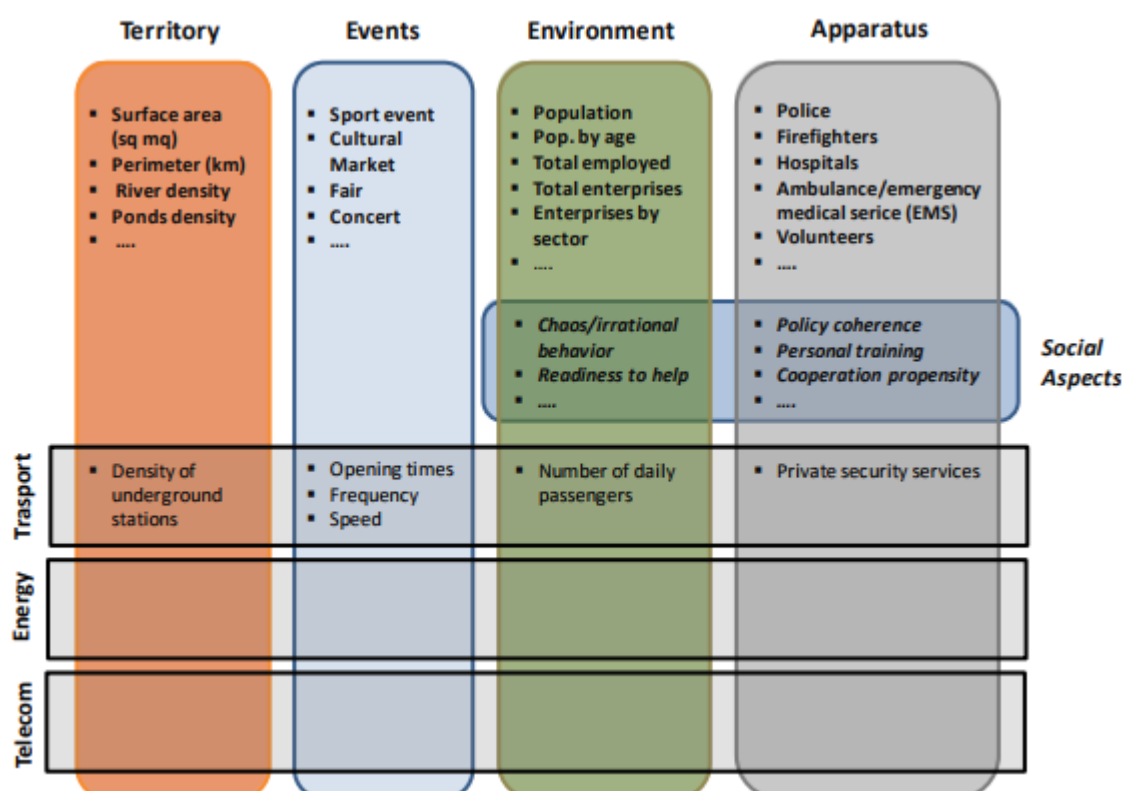 Territory
Events
Environment
Apparatus
▪ Surface area
(sq mq)
▪ Perimeter (km)
▪ River density
▪ Ponds density
▪ ....
▪ Sport event
▪ Cultural
Market
▪ Fair
▪ Concert
▪ ....
▪ Population
▪ Pop. by age
▪ Total employed
▪ Total enterprises
▪ Enterprises by
sector
▪ ....
▪ Police
▪ Firefighters
▪ Hospitals
▪ Ambulance/emergency
medical serice (EMS)
▪ Volunteers
▪ ....
▪ Chaos/irrational
behavior
▪ Readiness to help
▪ ....
▪ Policy coherence
▪ Personal training
▪ Cooperation propensity
▪ ....
Social
Aspects
Trasport
▪ Density of
underground
stations
▪ Opening times
▪ Frequency
▪ Speed
▪ Number of daily
passengers
▪ Private security services
Energy
Telecom